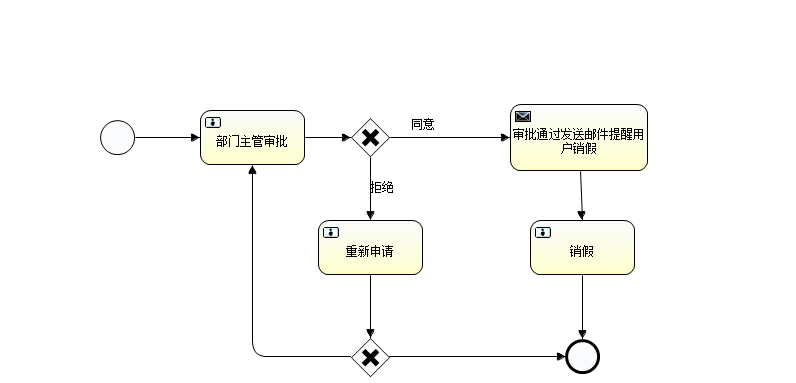 同意
部门主管审批
审批通过发送邮件提醒用
户销假
拒绝
重新申请
销假